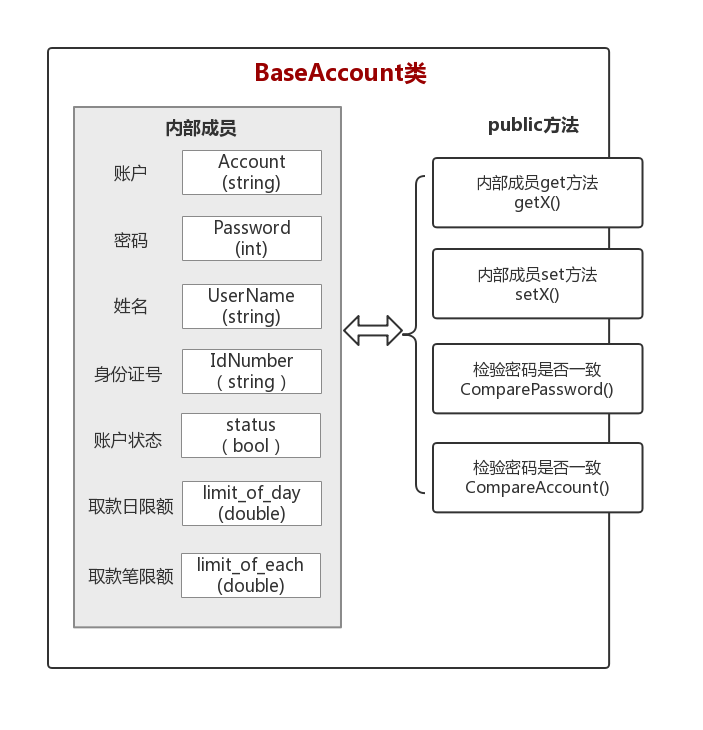 BaseAccount类
内部成员
账户
Account
(string)
密码
Password
(int)
姓名
UserName
(string)
身份证号
IdNumber
( string )
账户状态
status
( bool )
取款日限额
limit_of_day
(double)
取款笔限额
limit_of_each
(double)
public方法
内部成员get方法
getX()
内部成员set方法
setX()
检验密码是否一致
ComparePassword()
检验密码是否一致
CompareAccount()